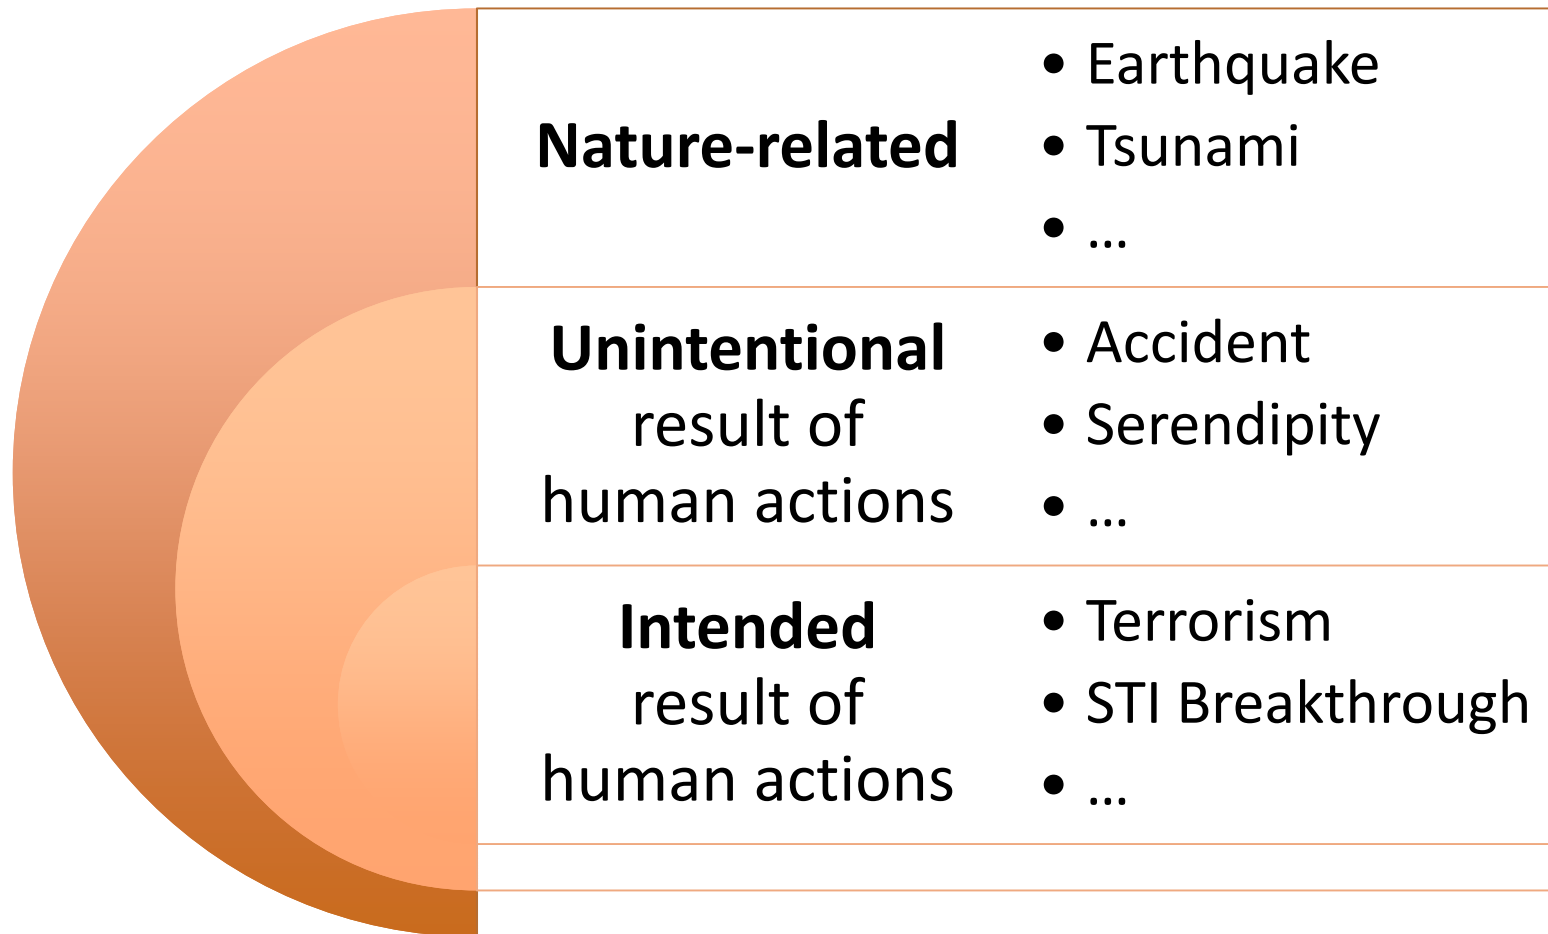 Nature-related
• Earthquake
• Tsunami
• …
Unintentional
result of
human actions
• Accident
• Serendipity
• …
Intended
result of
human actions
• Terrorism
• STI Breakthrough
• …